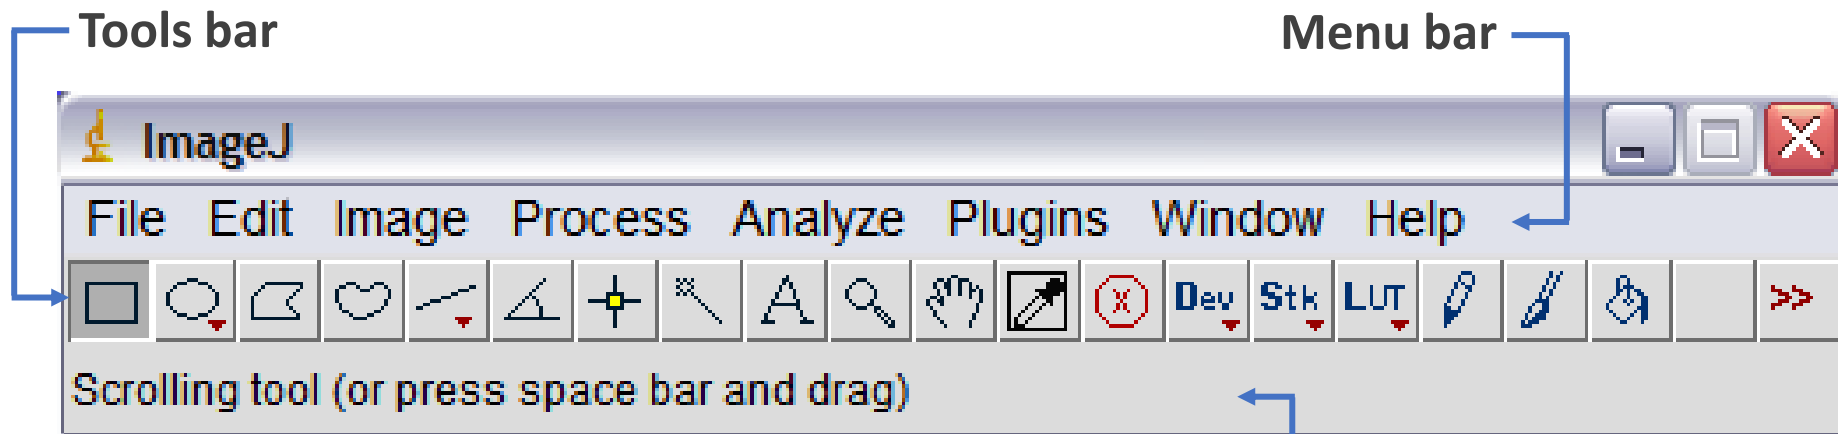 Tools bar
Menu bar
ImageJ
File Edit Image Process Analyze Plugins Window Help
A Dev Stk LUT >>
Scrolling tool (or press space bar and drag)